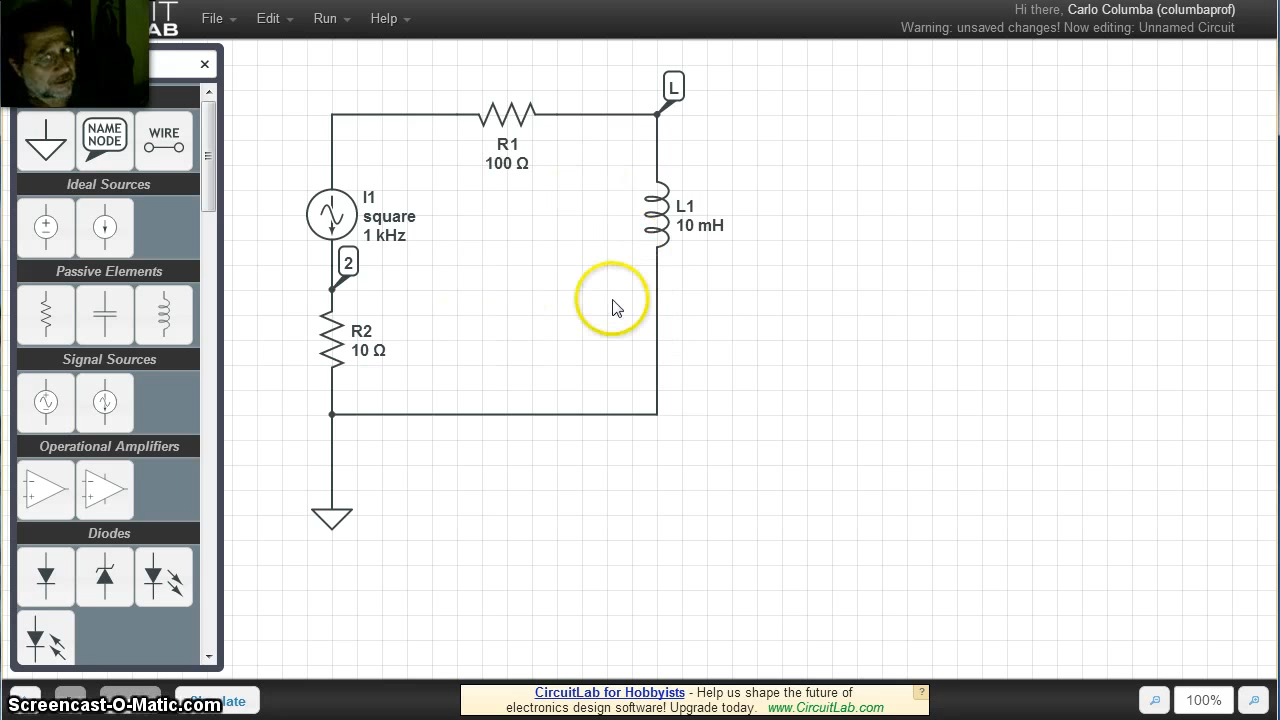 File Edit Run Help
Hi there, Carlo Columba (columbaprof)
Warning: unsaved changes! Now editing: Unnamed Circuit
NAME
NODE
WIRE
Ideal Sources
Passive Elements
Signal Sources
Operational Amplifiers
Diodes
L
R1
100 Ω
I1
square
1 kHz
L1
10 mH
2
R2
10 Ω
Screencast-O-Matic.com
CircuitLab for Hobbyists - Help us shape the future of
electronics design software! Upgrade today. www.CircuitLab.com
?
100%